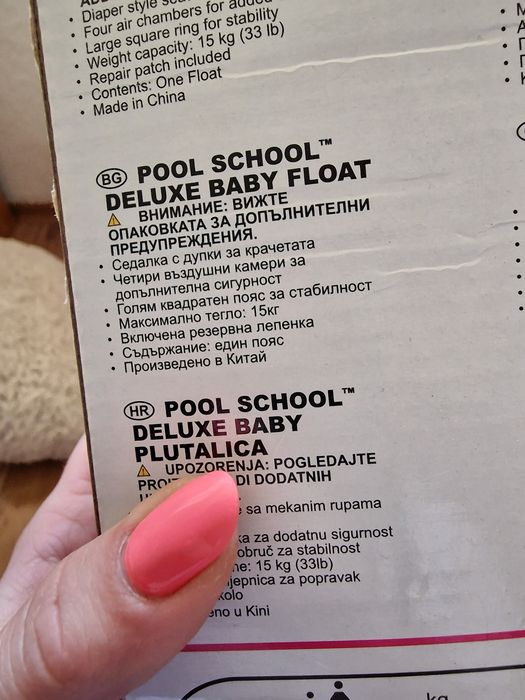 • Diaper style
• Four air chambers for added
• Large square ring for stability
• Weight capacity: 15 kg (33 lb)
• Repair patch included
• Contents: One Float
• Made in China
BG POOL SCHOOL™
DELUXE BABY FLOAT
⚠ ВНИМАНИЕ: ВИЖТЕ
ОПАКОВКАТА ЗА ДОПЪЛНИТЕЛНИ
ПРЕДУПРЕЖДЕНИЯ.
• Седалка с дупки за крачетата
• Четири въздушни камери за
допълнителна сигурност
• Голям квадратен пояс за стабилност
• Максимално тегло: 15кг
• Включена резервна лепенка
• Съдържание: един пояс
• Произведено в Китай
HR POOL SCHOOL™
DELUXE BABY
PLUTALICA
⚠ UPOZORENJA: POGLEDAJTE
DODATNIH
sa mekanim rupama
za dodatnu sigurnost
obruč za stabilnost
15 kg (33lb)
za popravak
u Kini
kg